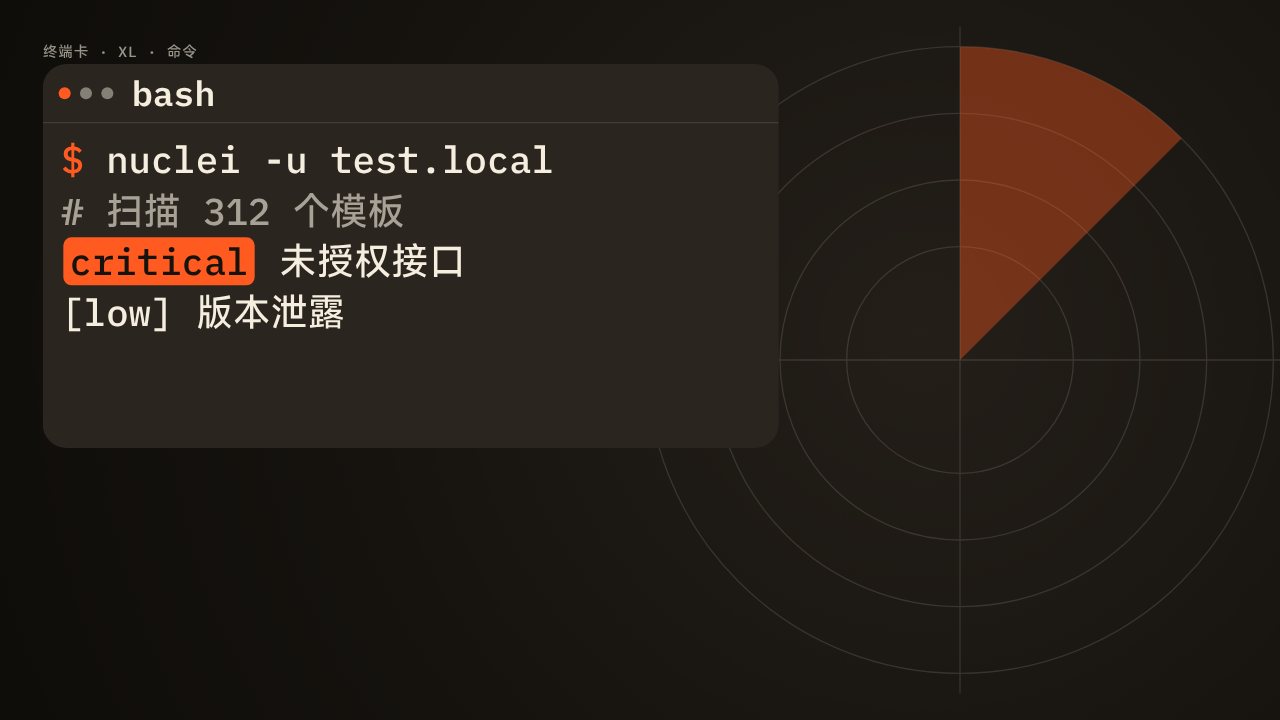 终端卡 · XL · 命令
bash
$ nuclei -u test.local
# 扫描 312 个模板
critical 未授权接口
[low] 版本泄露